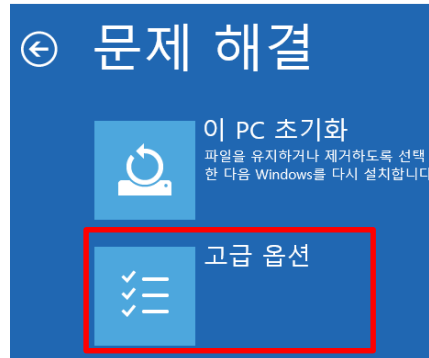 문제 해결
이 PC 초기화
파일을 유지하거나 제거하도록 선택
한 다음 Windows를 다시 설치합니다
고급 옵션